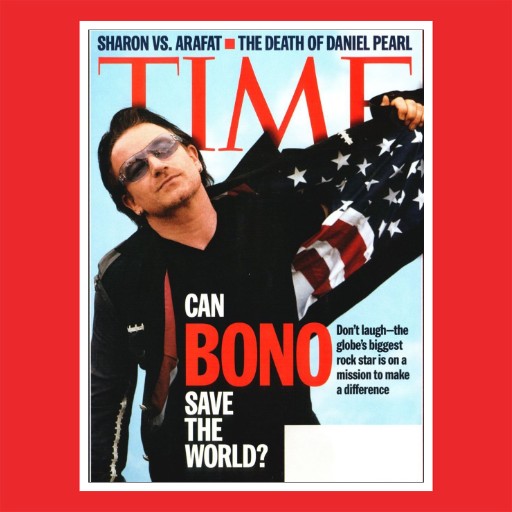 SHARON VS. ARAFAT ■ THE DEATH OF DANIEL PEARL
TIME
CAN
BONO
SAVE
THE
WORLD?
Don't laugh—the
globe's biggest
rock star is on a
mission to make
a difference